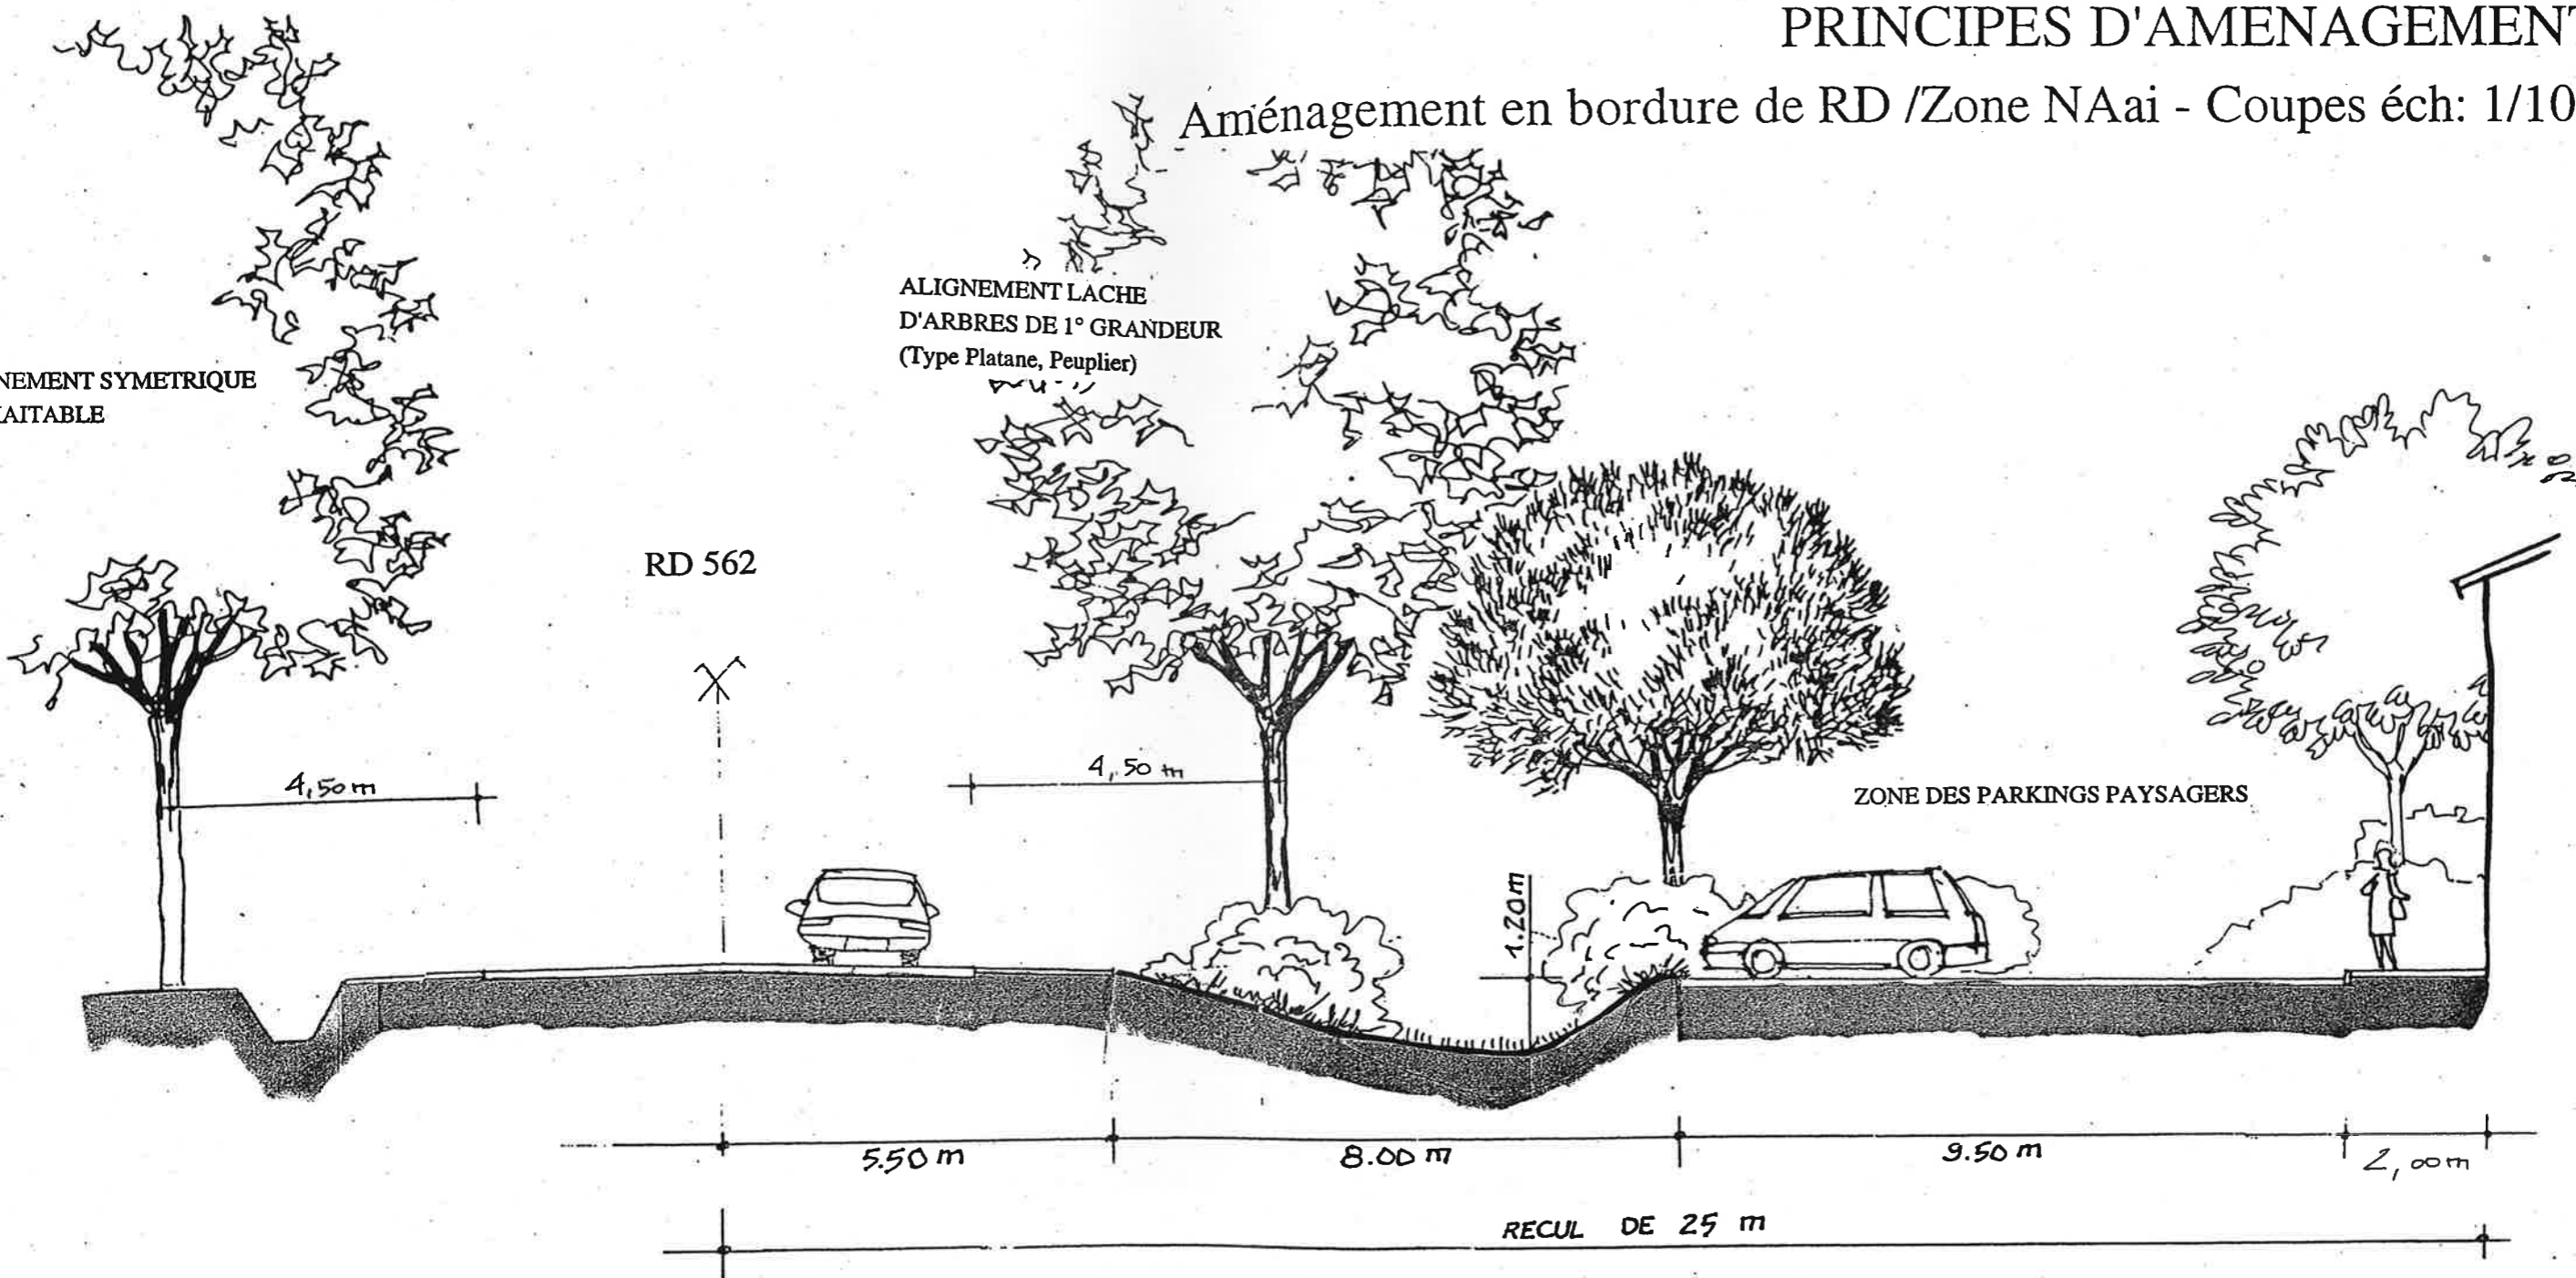 PRINCIPES D'AMENAGEMENT
Aménagement en bordure de RD /Zone NAai - Coupes éch: 1/10
ALIGNEMENT LACHE
D'ARBRES DE 1° GRANDEUR
(Type Platane, Peuplier)
NEMENT SYMETRIQUE
AITABLE
RD 562
4,50 m
4,50 m
ZONE DES PARKINGS PAYSAGERS
1.20m
5.50 m
8.00 m
9.50 m
2,00m
RECUL DE 25 m